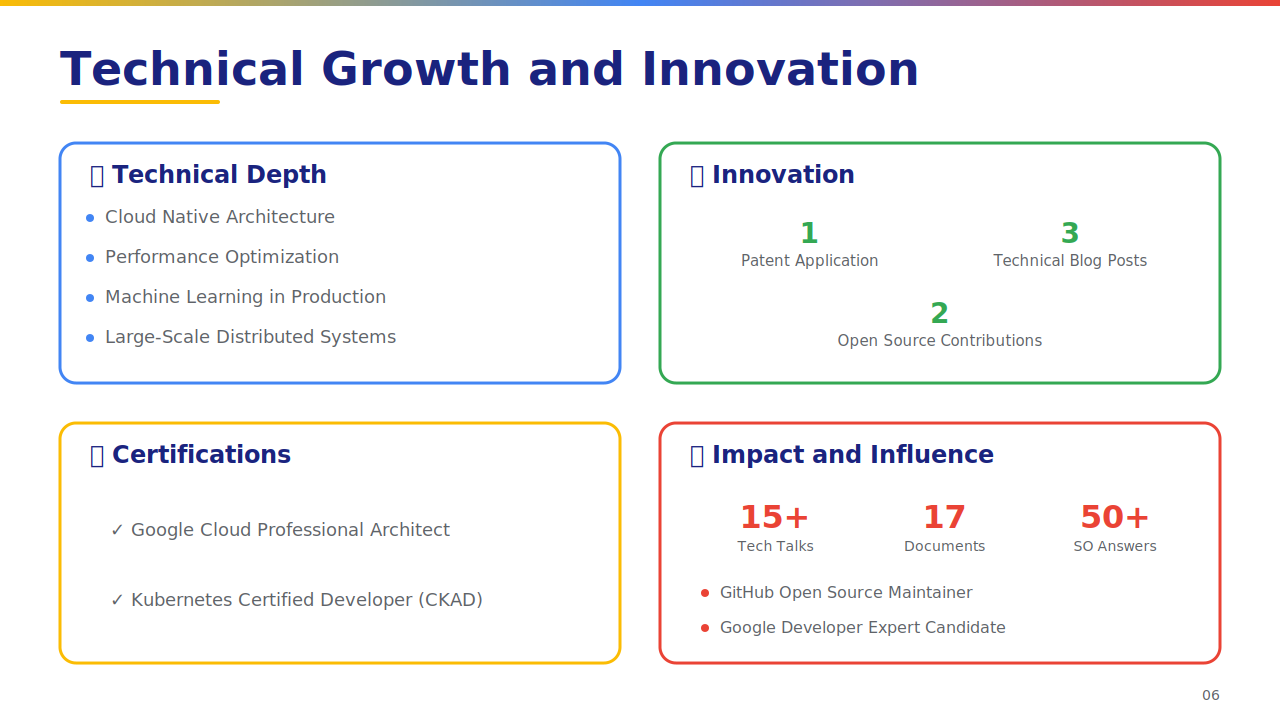 Technical Growth and Innovation
Technical Depth
Cloud Native Architecture
Performance Optimization
Machine Learning in Production
Large-Scale Distributed Systems
Innovation
1
Patent Application
3
Technical Blog Posts
2
Open Source Contributions
Certifications
✓ Google Cloud Professional Architect
✓ Kubernetes Certified Developer (CKAD)
Impact and Influence
15+
Tech Talks
17
Documents
50+
SO Answers
GitHub Open Source Maintainer
Google Developer Expert Candidate
06